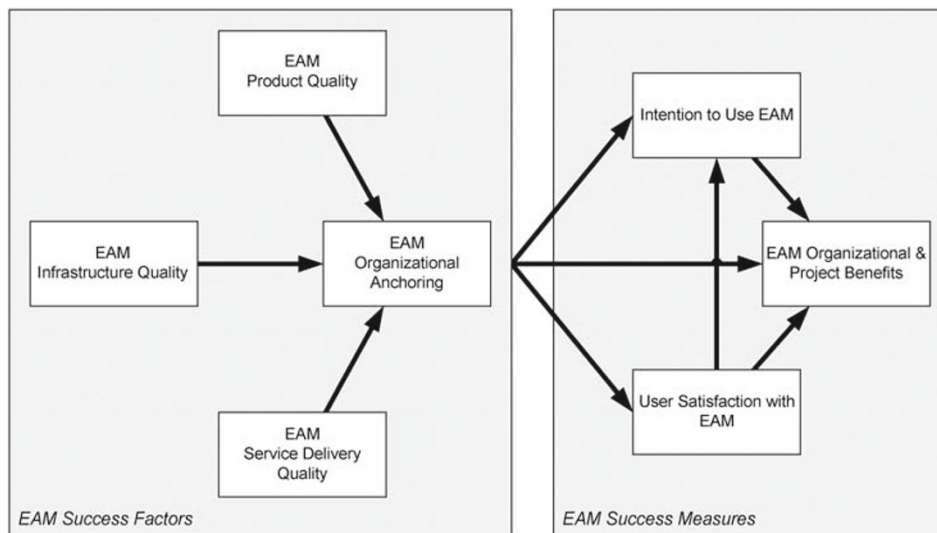 EAM
Product Quality
EAM
Infrastructure Quality
EAM
Organizational
Anchoring
EAM
Service Delivery
Quality
EAM Success Factors
Intention to Use EAM
EAM Organizational &
Project Benefits
User Satisfaction with
EAM
EAM Success Measures